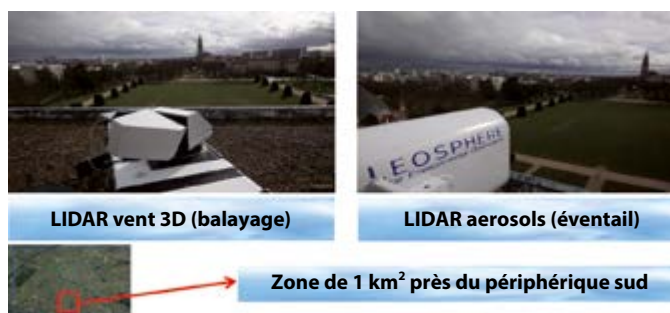 LEOSPHERE
LIDAR vent 3D (balayage)
LIDAR aerosols (éventail)
Zone de 1 km² près du périphérique sud